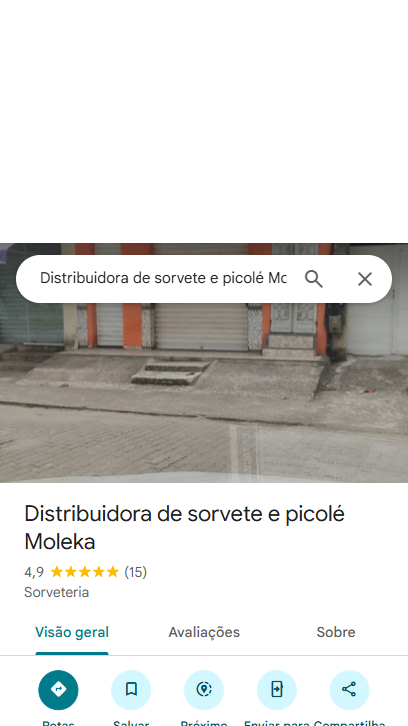 Distribuidora de sorvete e picolé Mo
Distribuidora de sorvete e picolé
Moleka
4,9 (15)
Sorveteria
Visão geral Avaliações Sobre
Rotas Salvar Próximo Enviar para Compartilha